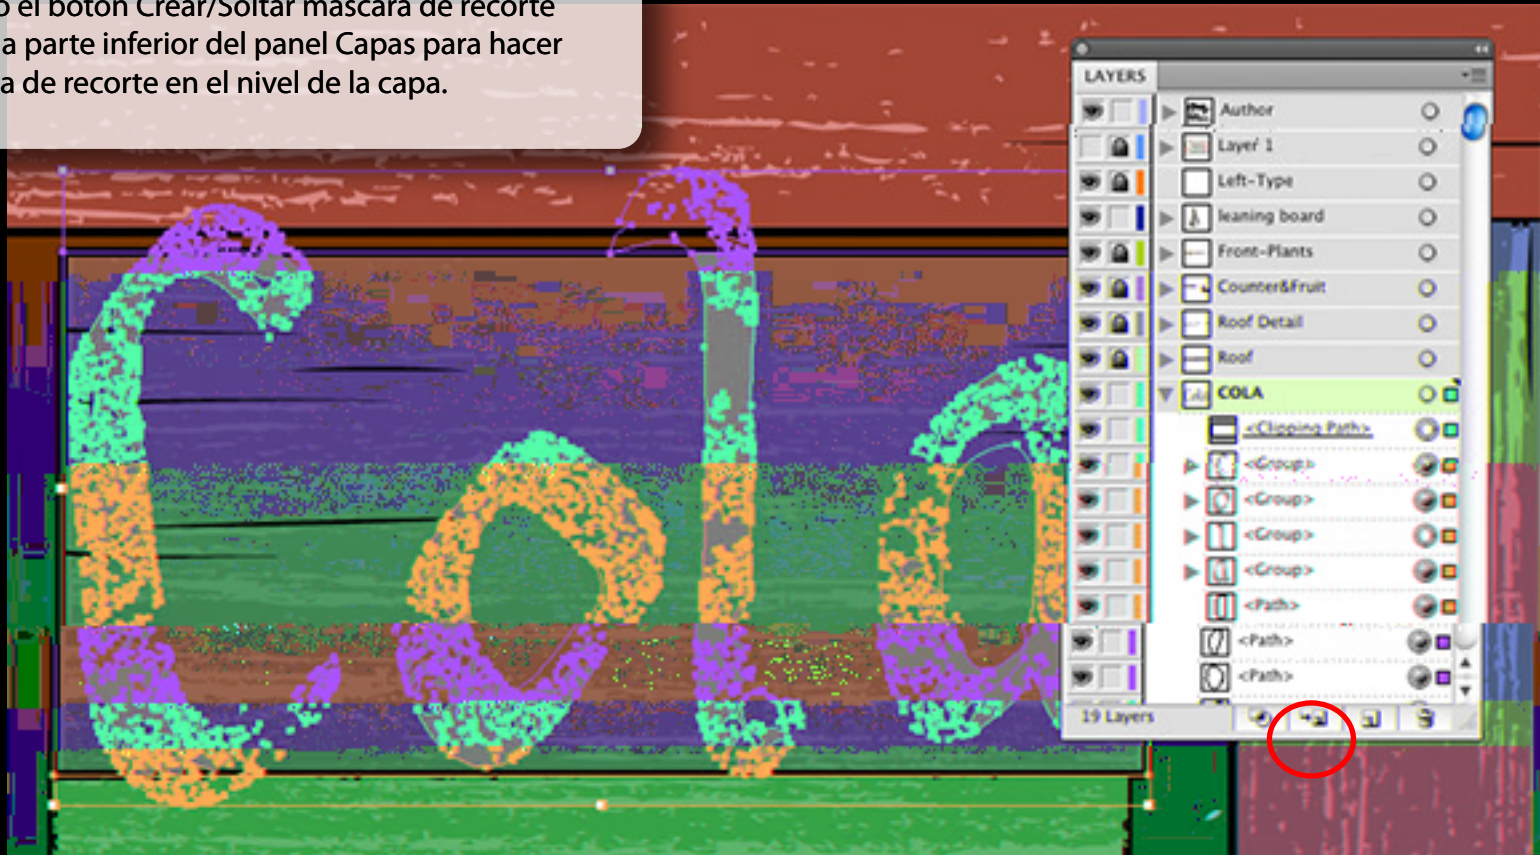 o el botón Crear/Soltar máscara de recorte
a parte inferior del panel Capas para hacer
a de recorte en el nivel de la capa.
LAYERS
Author
Layer 1
Left-Type
leaning board
Front-Plants
Counter&Fruit
Roof Detail
Roof
COLA
<Clipping Path>
<Group>
<Group>
<Group>
<Group>
<Path>
<Path>
<Path>
19 Layers
Cola